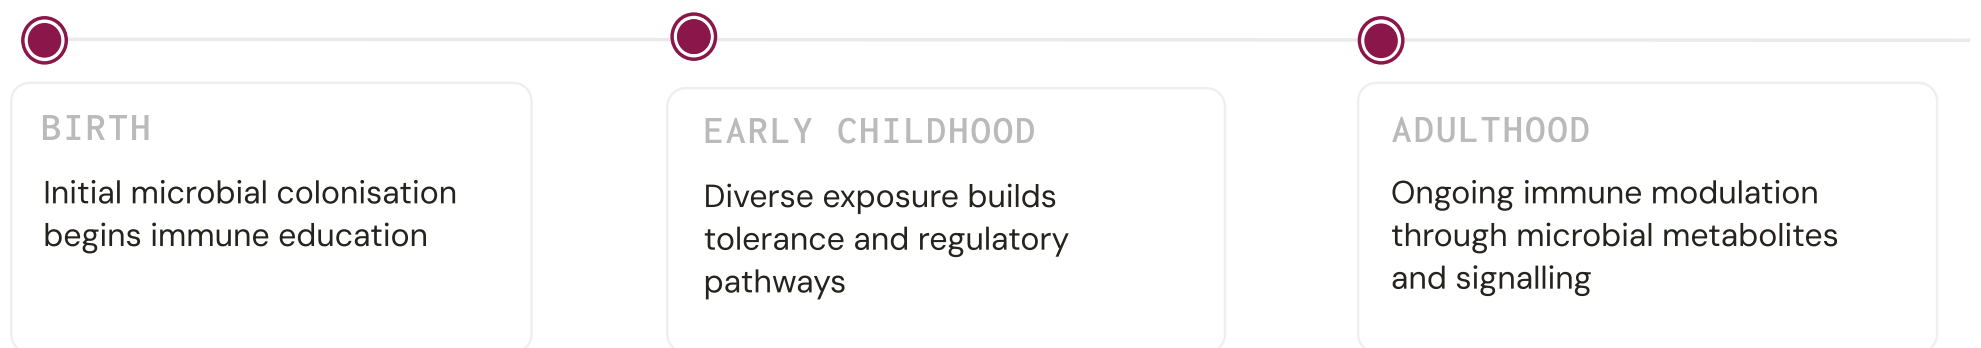 BIRTH
Initial microbial colonisation
begins immune education
EARLY CHILDHOOD
Diverse exposure builds
tolerance and regulatory
pathways
ADULTHOOD
Ongoing immune modulation
through microbial metabolites
and signalling